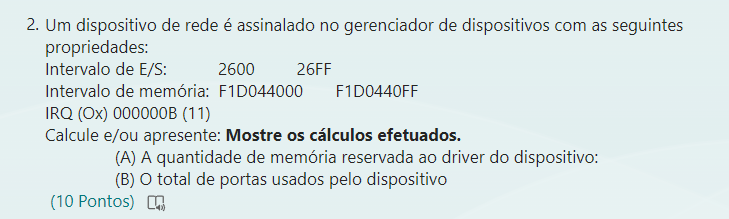 2. Um dispositivo de rede é assinalado no gerenciador de dispositivos com as seguintes
propriedades:
Intervalo de E/S: 2600 26FF
Intervalo de memória: F1D044000 F1D0440FF
IRQ (Ox) 000000B (11)
Calcule e/ou apresente: Mostre os cálculos efetuados.
(A) A quantidade de memória reservada ao driver do dispositivo:
(B) O total de portas usados pelo dispositivo
(10 Pontos)